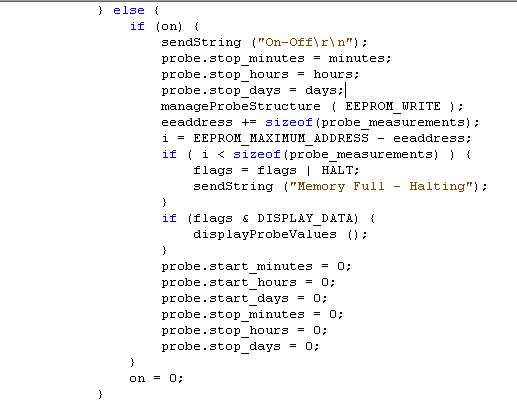 } else {
if (on) {
sendString ("On-Off\r\n");
probe.stop_minutes = minutes;
probe.stop_hours = hours;
probe.stop_days = days;
manageProbeStructure ( EEPROM_WRITE );
eeaddress += sizeof(probe_measurements);
i = EEPROM_MAXIMUM_ADDRESS - eeaddress;
if ( i < sizeof(probe_measurements) ) {
flags = flags | HALT;
sendString ("Memory Full - Halting");
}
if (flags & DISPLAY_DATA) {
displayProbeValues ();
}
probe.start_minutes = 0;
probe.start_hours = 0;
probe.start_days = 0;
probe.stop_minutes = 0;
probe.stop_hours = 0;
probe.stop_days = 0;
}
on = 0;
}